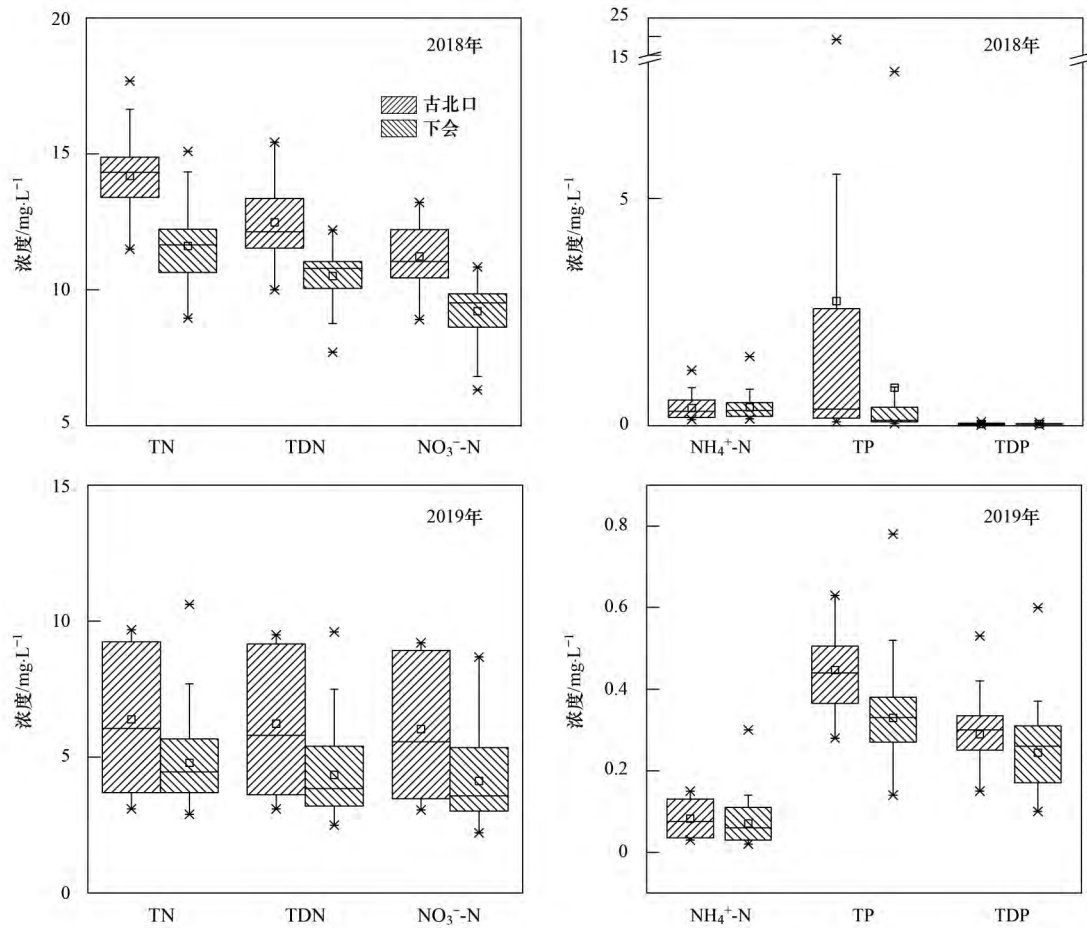 20
15
10
5
浓度/mg·L⁻¹
2018年
古北口
下会
TN
TDN
NO₃⁻-N
25
15
5
0
浓度/mg·L⁻¹
2018年
NH₄⁺-N
TP
TDP
15
10
5
0
浓度/mg·L⁻¹
2019年
TN
TDN
NO₃⁻-N
0.8
0.6
0.4
0.2
0
浓度/mg·L⁻¹
2019年
NH₄⁺-N
TP
TDP